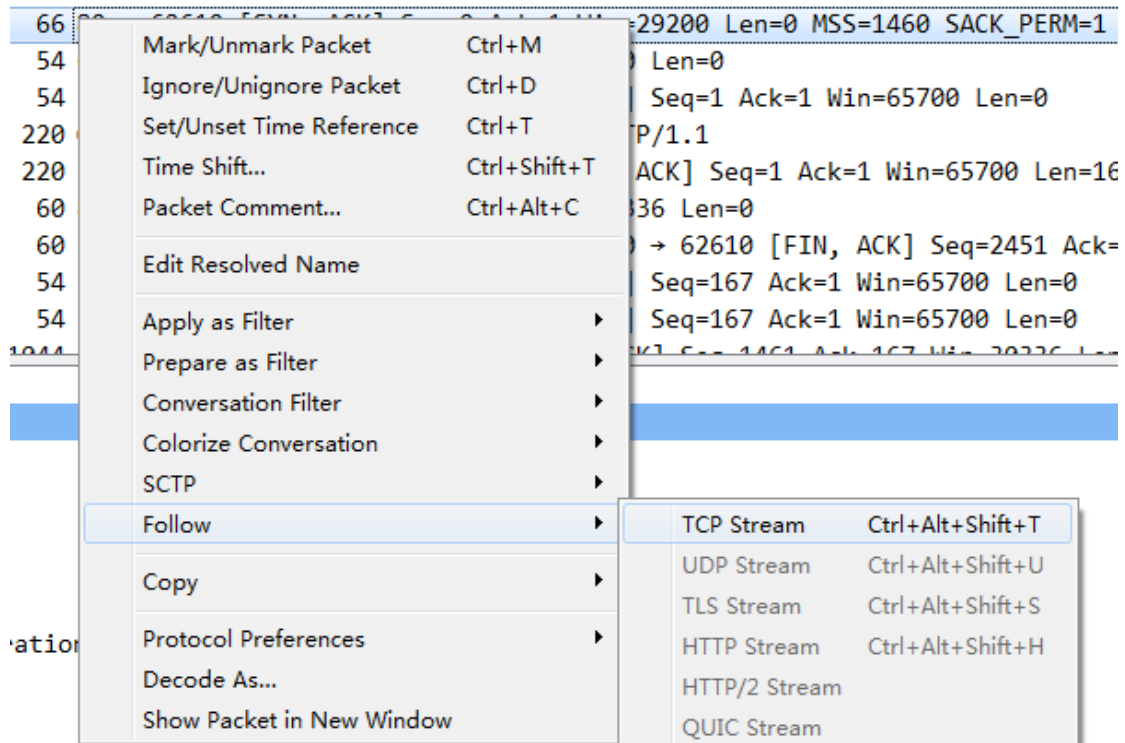 66 62610 [SYN, ACK] =29200 Len=0 MSS=1460 SACK_PERM=1
Mark/Unmark Packet Ctrl+M
54 Len=0
Ignore/Unignore Packet Ctrl+D
54 Seq=1 Ack=1 Win=65700 Len=0
Set/Unset Time Reference Ctrl+T
220 TP/1.1
Time Shift... Ctrl+Shift+T
220 ACK] Seq=1 Ack=1 Win=65700 Len=16
Packet Comment... Ctrl+Alt+C
60 336 Len=0
60 → 62610 [FIN, ACK] Seq=2451 Ack=
Edit Resolved Name
54 Seq=167 Ack=1 Win=65700 Len=0
Apply as Filter
54 Seq=167 Ack=1 Win=65700 Len=0
Prepare as Filter
Conversation Filter
Colorize Conversation
SCTP
Follow
TCP Stream Ctrl+Alt+Shift+T
UDP Stream Ctrl+Alt+Shift+U
Copy
TLS Stream Ctrl+Alt+Shift+S
ation
Protocol Preferences
HTTP Stream Ctrl+Alt+Shift+H
Decode As...
HTTP/2 Stream
Show Packet in New Window
QUIC Stream